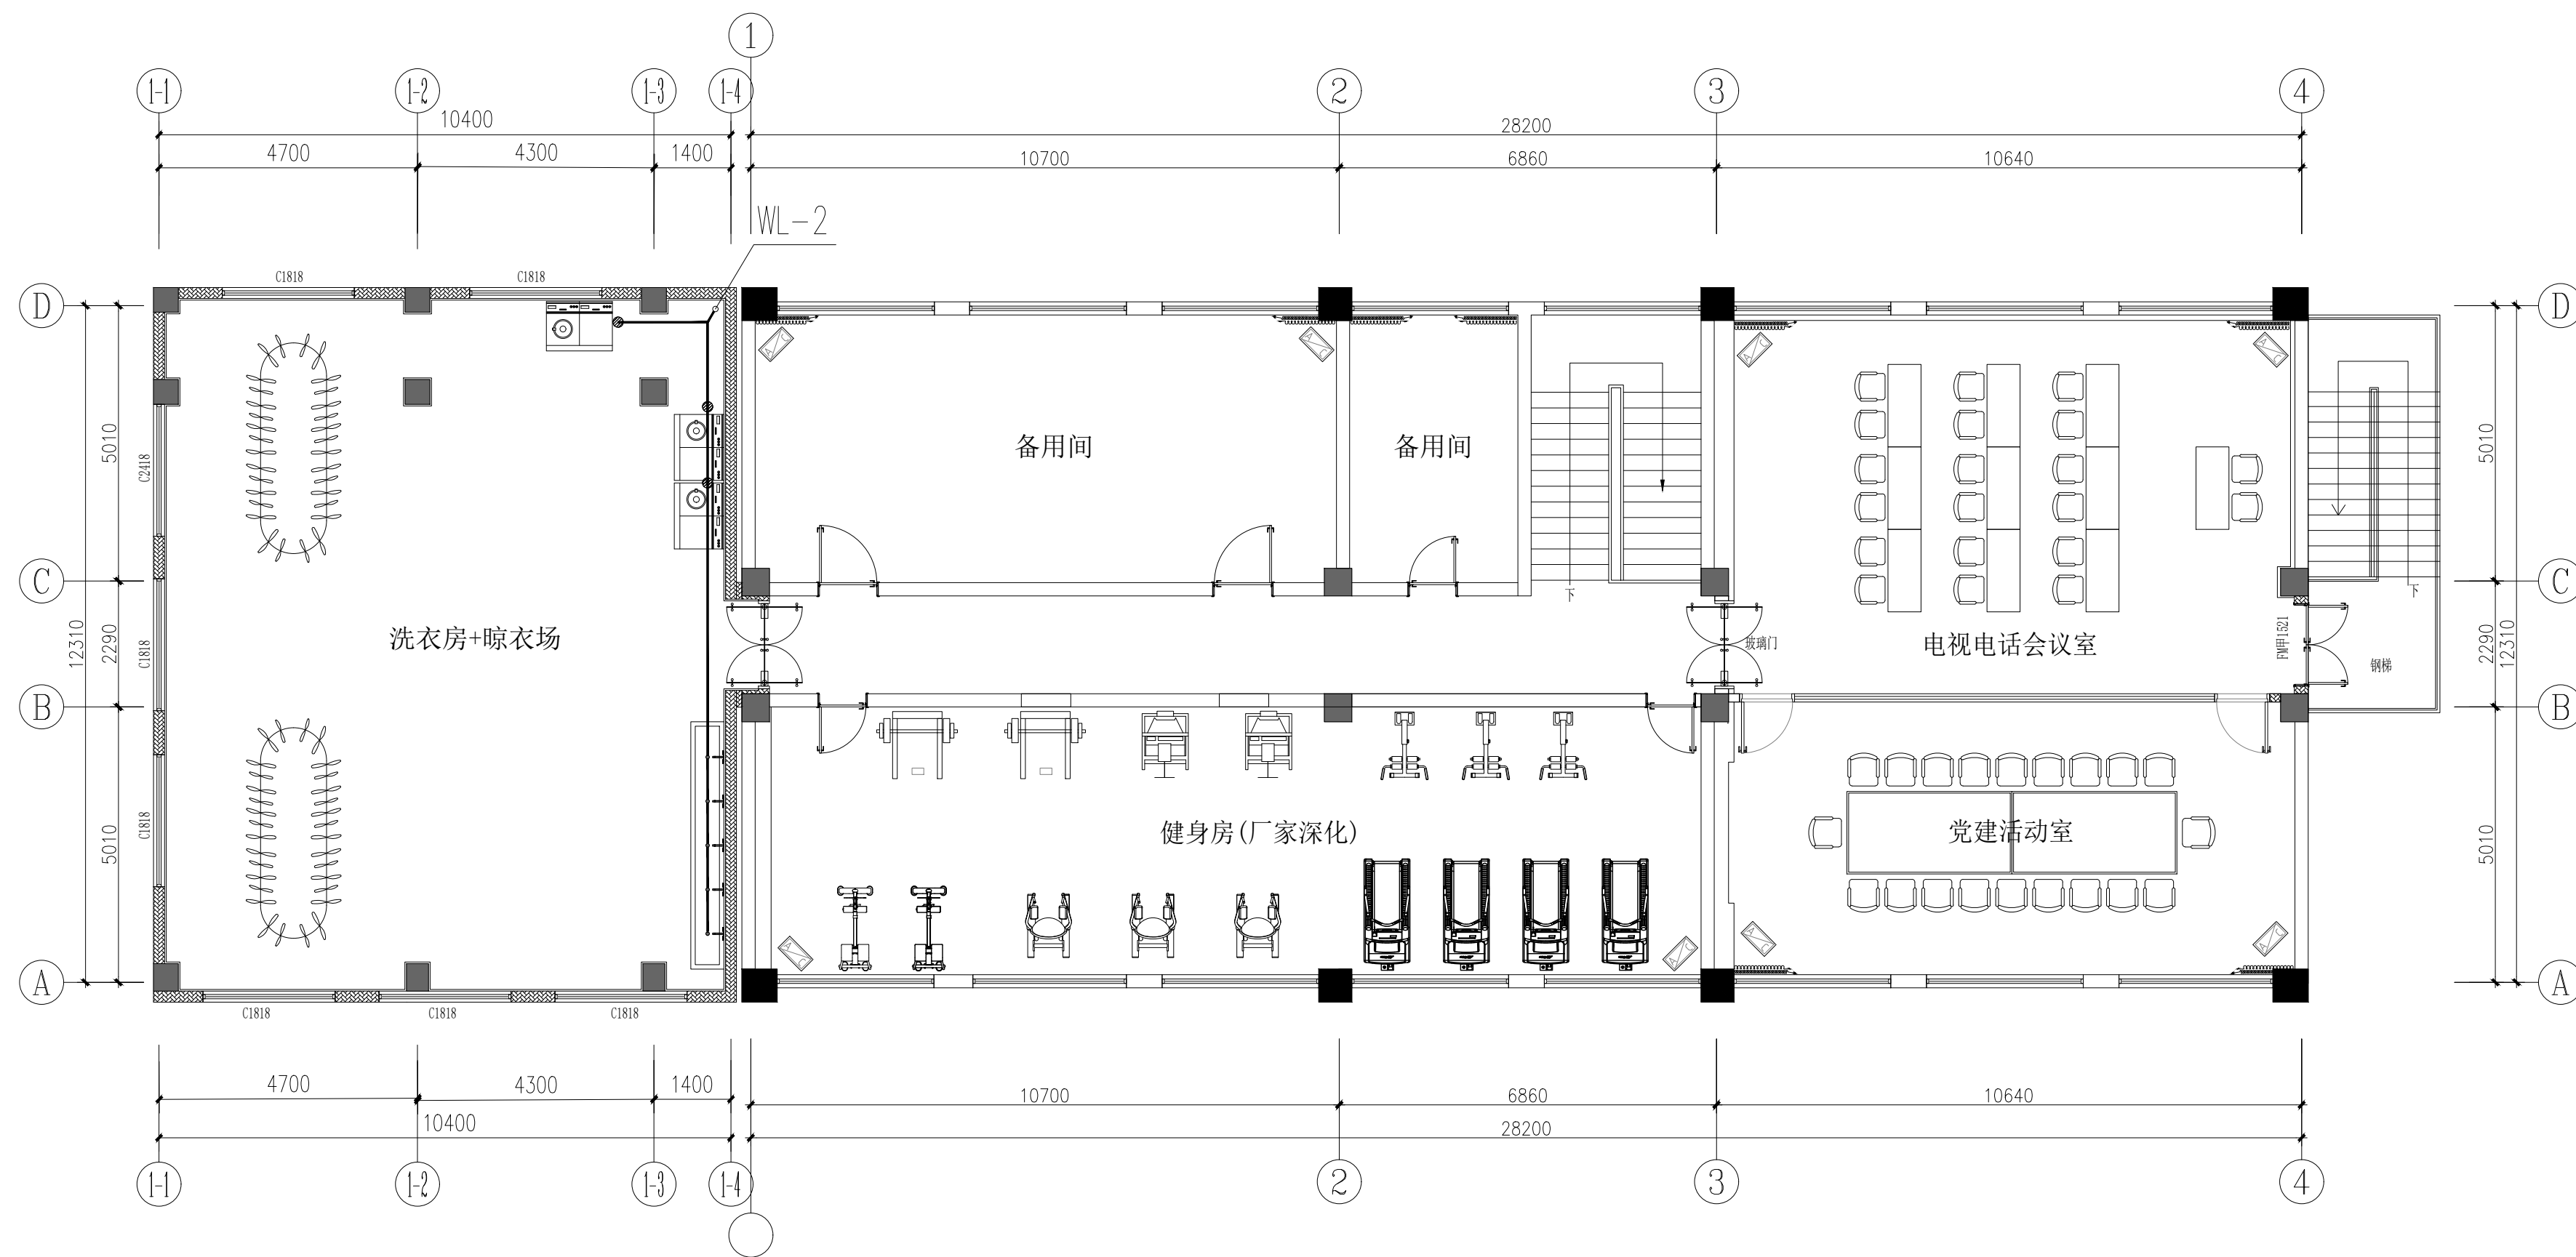 1
1-1
1-2
1-3
1-4
2
3
4
10400
28200
4700
4300
1400
10700
6860
10640
WL-2
C1818
C1818
D
D
5010
5010
C2418
备用间
备用间
C
C
下
下
12310
2290
C1818
洗衣房+晾衣场
玻璃门
电视电话会议室
FM甲1521
钢梯
2290
12310
B
B
5010
C1818
健身房(厂家深化)
党建活动室
5010
A
A
C1818
C1818
C1818
A/C
A/C
A/C
A/C
A/C
A/C
A/C
A/C
4700
4300
1400
10700
6860
10640
10400
28200
1-1
1-2
1-3
1-4
2
3
4